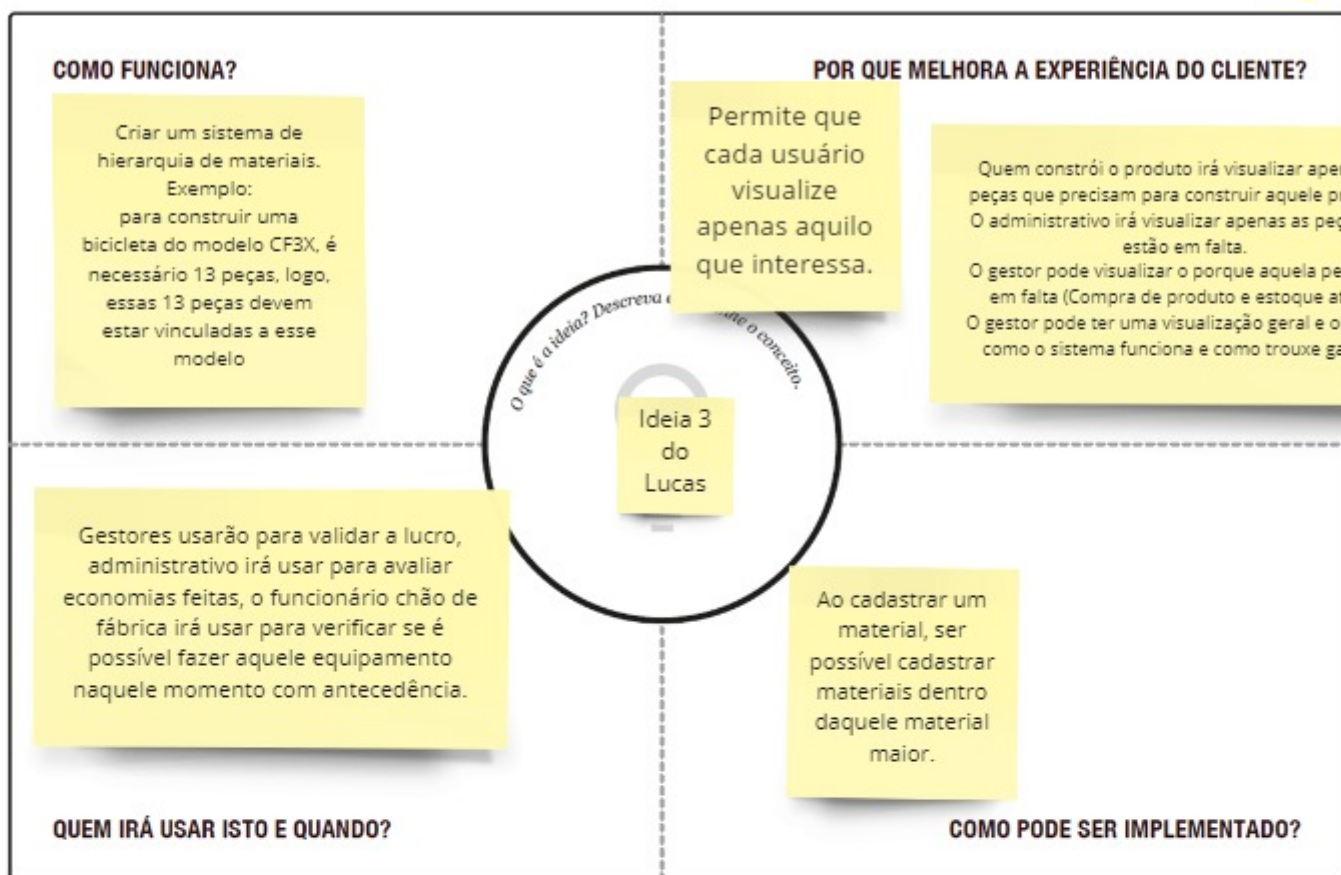 COMO FUNCIONA?
Criar um sistema de
hierarquia de materiais.
Exemplo:
para construir uma
bicicleta do modelo CF3X, é
necessário 13 peças, logo,
essas 13 peças devem
estar vinculadas a esse
modelo
POR QUE MELHORA A EXPERIÊNCIA DO CLIENTE?
Permite que
cada usuário
visualize
apenas aquilo
que interessa.
Quem constrói o produto irá visualizar
peças que precisam para construir aquele
O administrativo irá visualizar apenas as
estão em falta.
O gestor pode visualizar o porque aquela
em falta (Compra de produto e estoque
O gestor pode ter uma visualização geral e
como o sistema funciona e como trouxe
O que é a ideia? Descreva
o conceito.
Ideia 3
do
Lucas
Gestores usarão para validar a lucro,
administrativo irá usar para avaliar
economias feitas, o funcionário chão de
fábrica irá usar para verificar se é
possível fazer aquele equipamento
naquele momento com antecedência.
QUEM IRÁ USAR ISTO E QUANDO?
Ao cadastrar um
material, ser
possível cadastrar
materiais dentro
daquele material
maior.
COMO PODE SER IMPLEMENTADO?